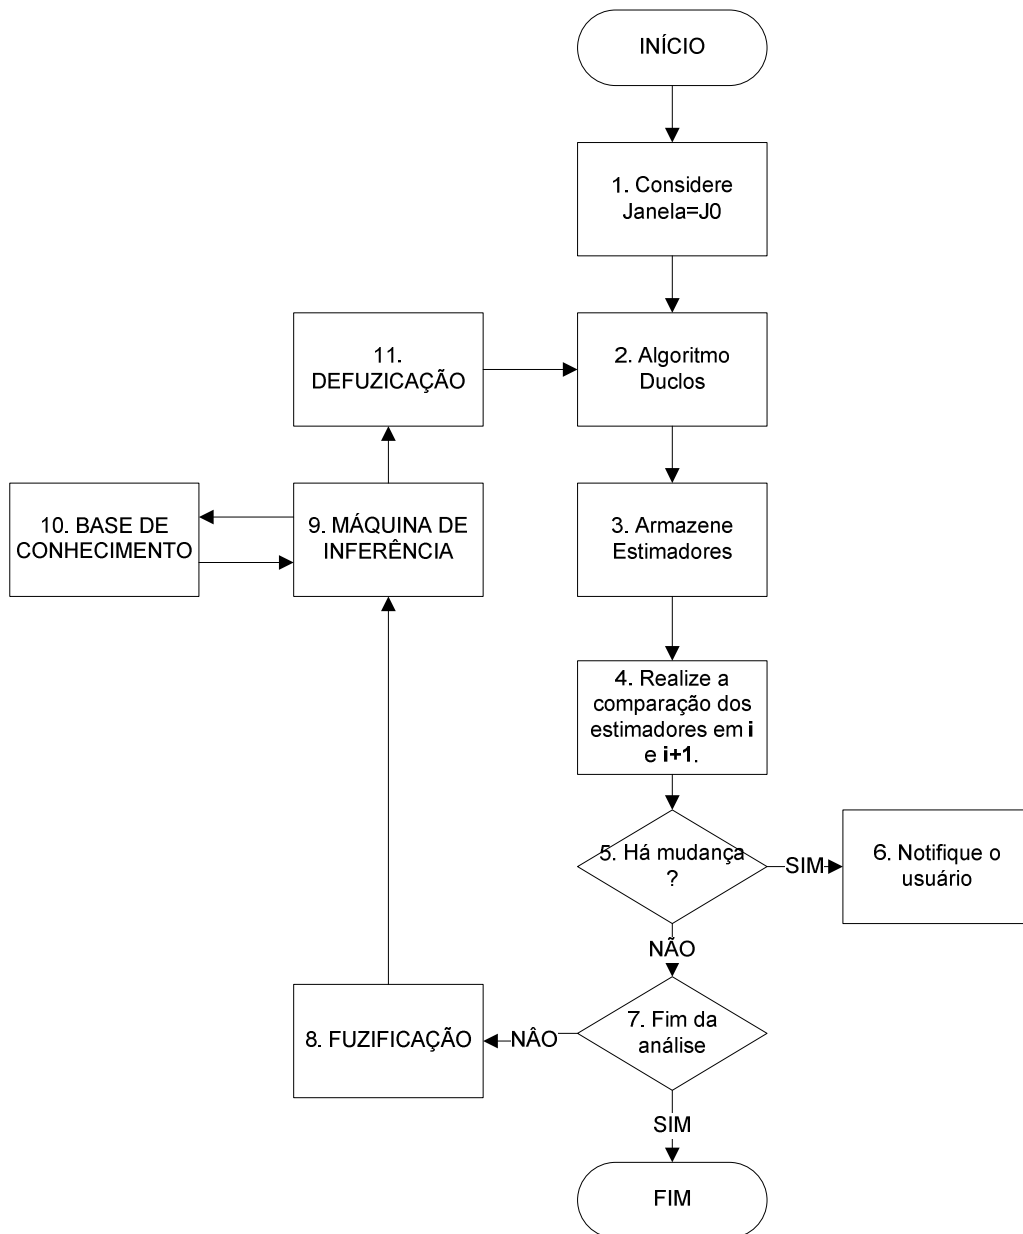 INÍCIO
1. Considere
Janela=J0
11.
DEFUZICAÇÃO
2. Algoritmo
Duclos
10. BASE DE
CONHECIMENTO
9. MÁQUINA DE
INFERÊNCIA
3. Armazene
Estimadores
4. Realize a
comparação dos
estimadores em i
e i+1.
5. Há mudança
?
SIM
6. Notifique o
usuário
NÃO
8. FUZIFICAÇÃO
NÂO
7. Fim da
análise
SIM
FIM